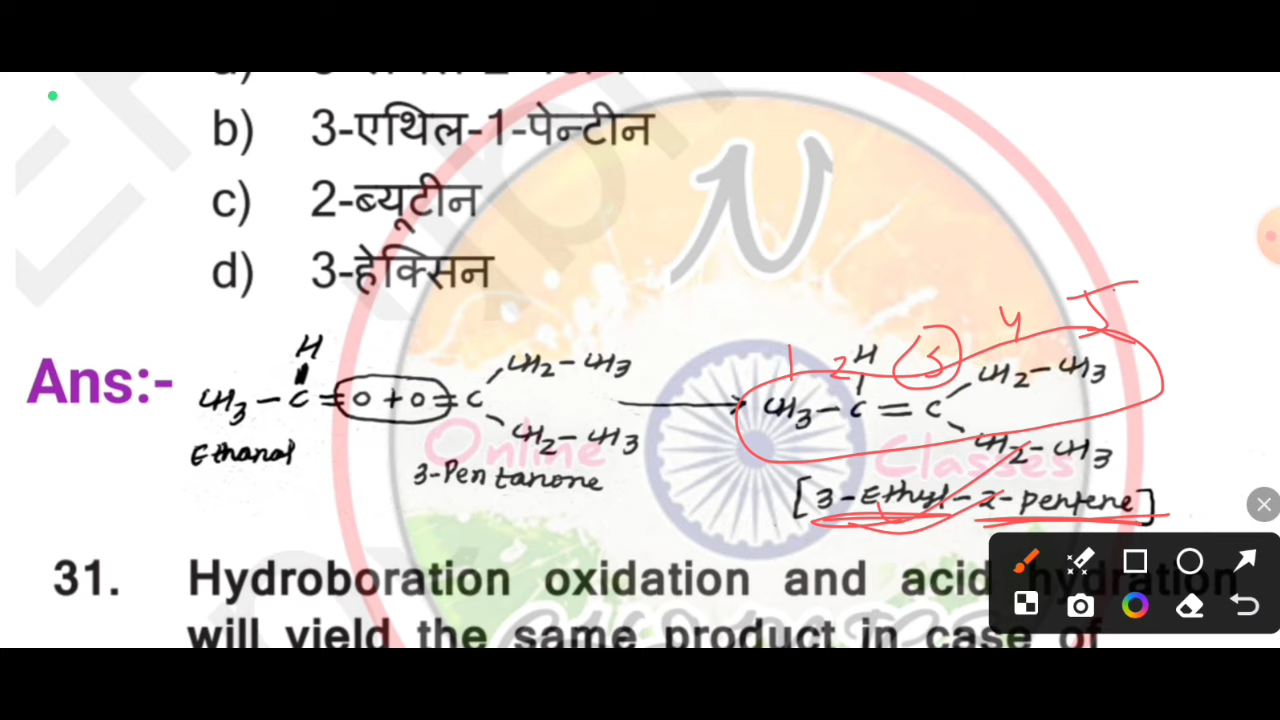 b) 3-एथिल-1-पेन्टीन
c) 2-ब्यूटीन
d) 3-हेक्सिन
Ans:-
H
CH3 - C = O + O = C
CH2 - CH3
CH2 - CH3
Ethanal
3-Pentanone
1 2 3 4 5
H
CH3 - C = C
CH2 - CH3
CH2 - CH3
[3-Ethyl-2-pentene]
Online Classes
31. Hydroboration oxidation and acid hydration
will yield the same product in case of